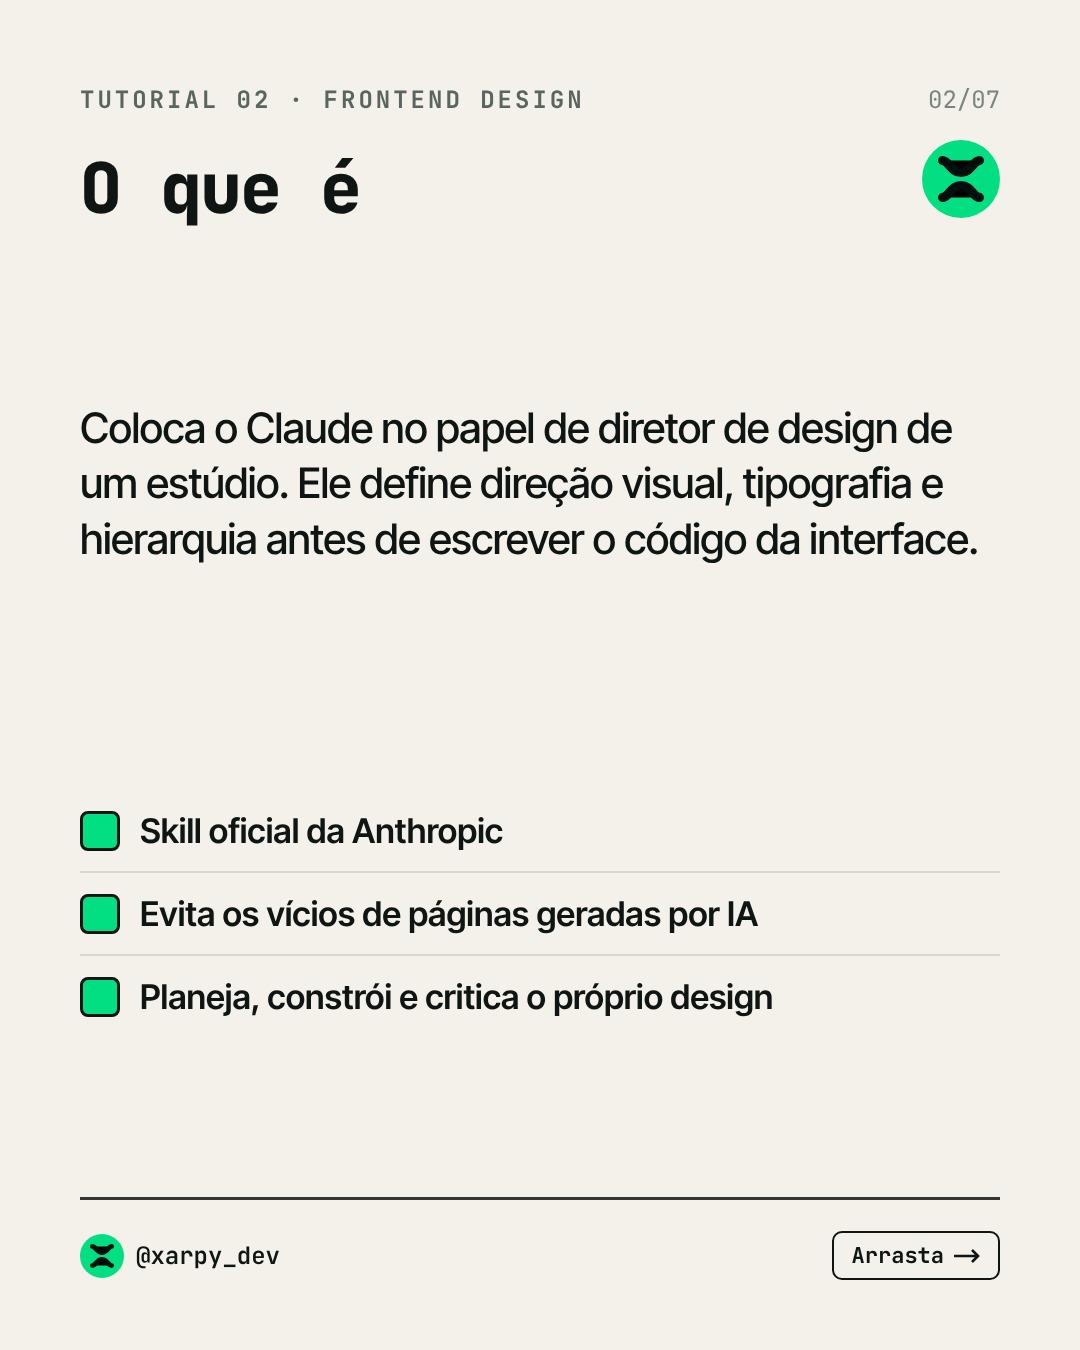 TUTORIAL 02 · FRONTEND DESIGN
02/07
O que é
Coloca o Claude no papel de diretor de design de
um estúdio. Ele define direção visual, tipografia e
hierarquia antes de escrever o código da interface.
Skill oficial da Anthropic
Evita os vícios de páginas geradas por IA
Planeja, constrói e critica o próprio design
@xarpy_dev
Arrasta →